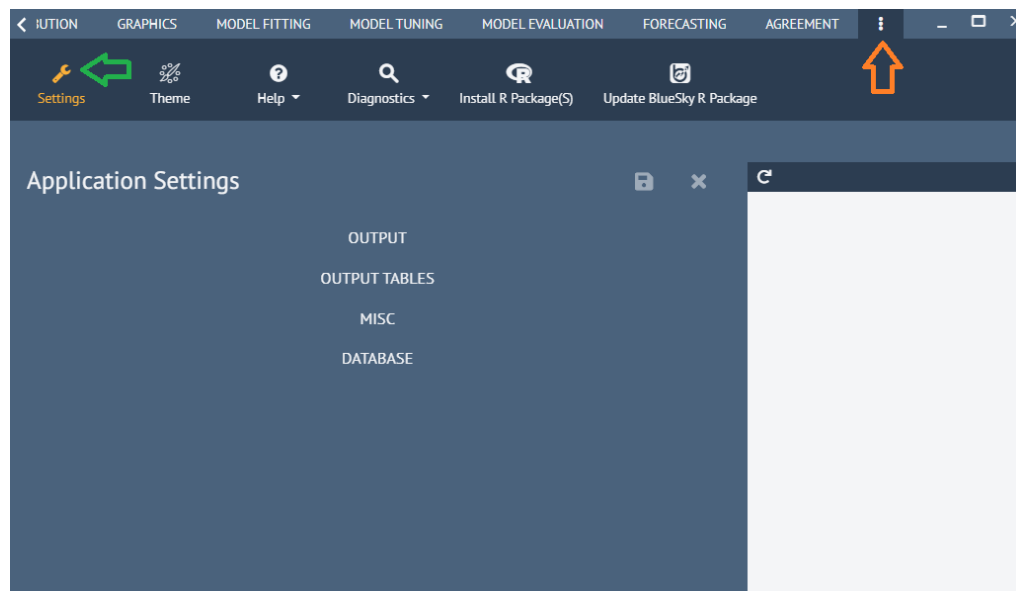 GRAPHICS MODEL FITTING MODEL TUNING MODEL EVALUATION FORECASTING AGREEMENT
Settings Theme Help Diagnostics Install R Package(S) Update BlueSky R Package
Application Settings
OUTPUT
OUTPUT TABLES
MISC
DATABASE